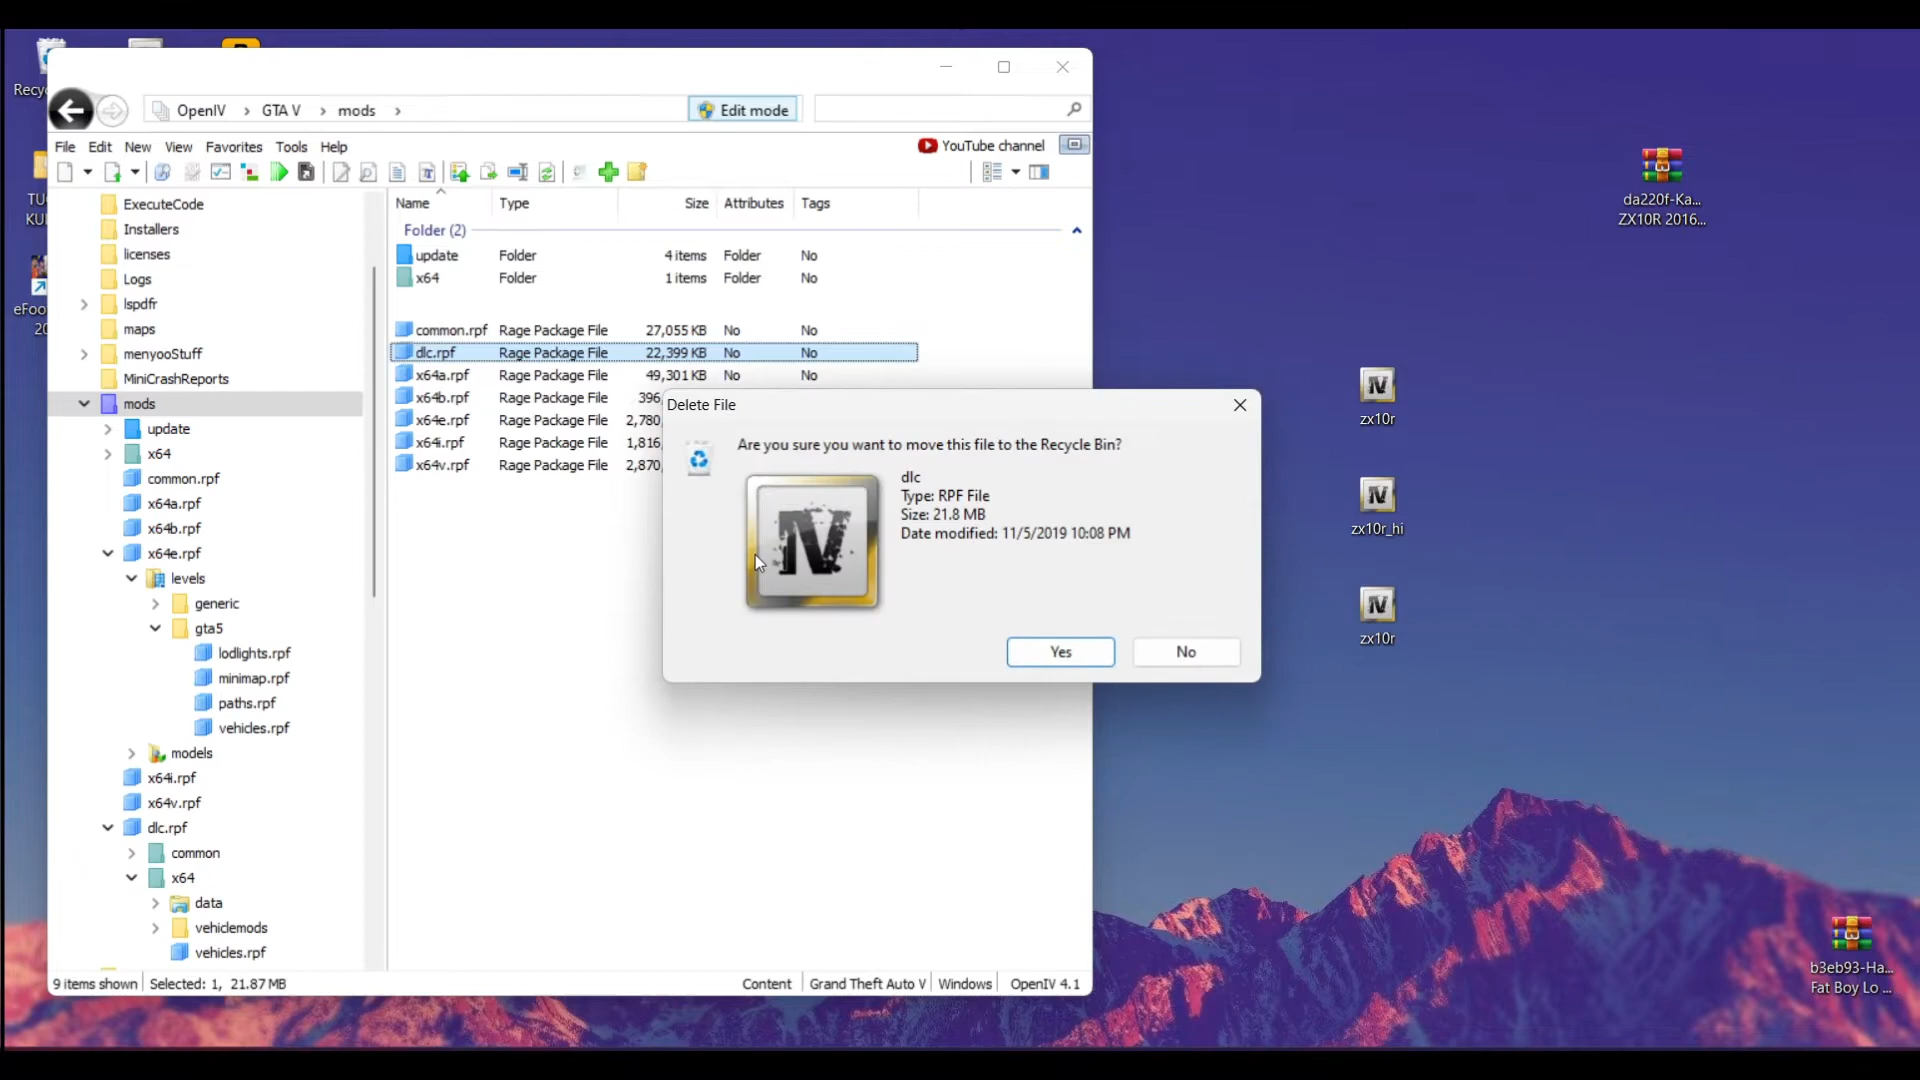 Recyc
TU
KU
eFoo
20
OpenIV > GTA V > mods >
Edit mode
File Edit New View Favorites Tools Help
YouTube channel
ExecuteCode
Installers
licenses
Logs
lspdfr
maps
menyooStuff
MiniCrashReports
mods
update
x64
common.rpf
x64a.rpf
x64b.rpf
x64e.rpf
levels
generic
gta5
lodlights.rpf
minimap.rpf
paths.rpf
vehicles.rpf
models
x64i.rpf
x64v.rpf
dlc.rpf
common
x64
data
vehiclemods
vehicles.rpf
Name Type Size Attributes Tags
Folder (2)
update Folder 4 items Folder No
x64 Folder 1 items Folder No
common.rpf Rage Package File 27,055 KB No No
dlc.rpf Rage Package File 22,399 KB No No
x64a.rpf Rage Package File 49,301 KB No No
x64b.rpf Rage Package File 396,
x64e.rpf Rage Package File 2,780,
x64i.rpf Rage Package File 1,816,
x64v.rpf Rage Package File 2,870,
Delete File
Are you sure you want to move this file to the Recycle Bin?
dlc
Type: RPF File
Size: 21.8 MB
Date modified: 11/5/2019 10:08 PM
IV
Yes No
9 items shown Selected: 1, 21.87 MB
Content Grand Theft Auto V Windows OpenIV 4.1
da220f-Ka...
ZX10R 2016...
zx10r
zx10r_hi
zx10r
b3eb93-Ha...
Fat Boy Lo ...